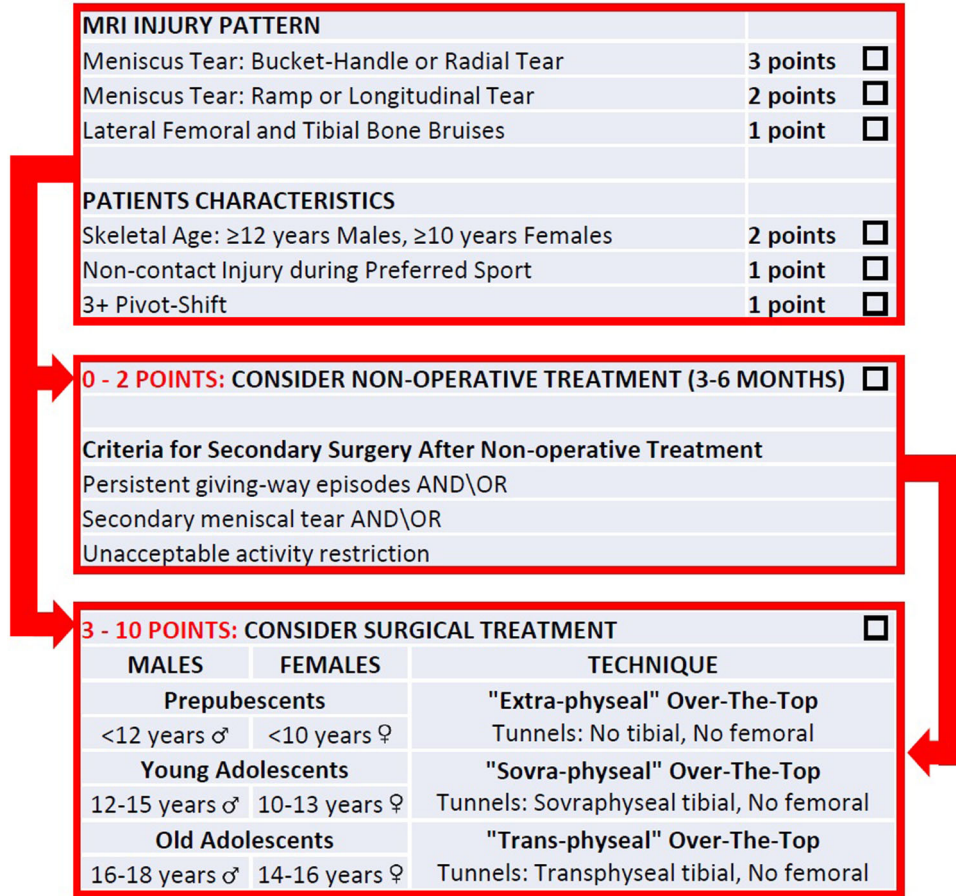 MRI INJURY PATTERN
Meniscus Tear: Bucket-Handle or Radial Tear 3 points
Meniscus Tear: Ramp or Longitudinal Tear 2 points
Lateral Femoral and Tibial Bone Bruises 1 point
PATIENTS CHARACTERISTICS
Skeletal Age: ≥12 years Males, ≥10 years Females 2 points
Non-contact Injury during Preferred Sport 1 point
3+ Pivot-Shift 1 point
0 - 2 POINTS: CONSIDER NON-OPERATIVE TREATMENT (3-6 MONTHS)
Criteria for Secondary Surgery After Non-operative Treatment
Persistent giving-way episodes AND\OR
Secondary meniscal tear AND\OR
Unacceptable activity restriction
3 - 10 POINTS: CONSIDER SURGICAL TREATMENT
MALES FEMALES TECHNIQUE
Prepubescents "Extra-physeal" Over-The-Top
<12 years ♂ <10 years ♀ Tunnels: No tibial, No femoral
Young Adolescents "Sovra-physeal" Over-The-Top
12-15 years ♂ 10-13 years ♀ Tunnels: Sovraphyseal tibial, No femoral
Old Adolescents "Trans-physeal" Over-The-Top
16-18 years ♂ 14-16 years ♀ Tunnels: Transphyseal tibial, No femoral